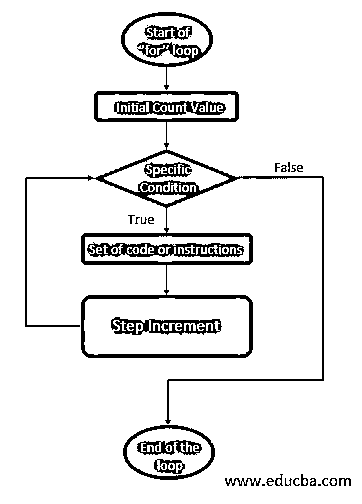 Start of
"for" loop
Initial Count Value
Specific
Condition
False
True
Set of code or instructions
Step Increment
End of the
loop
www.educba.com